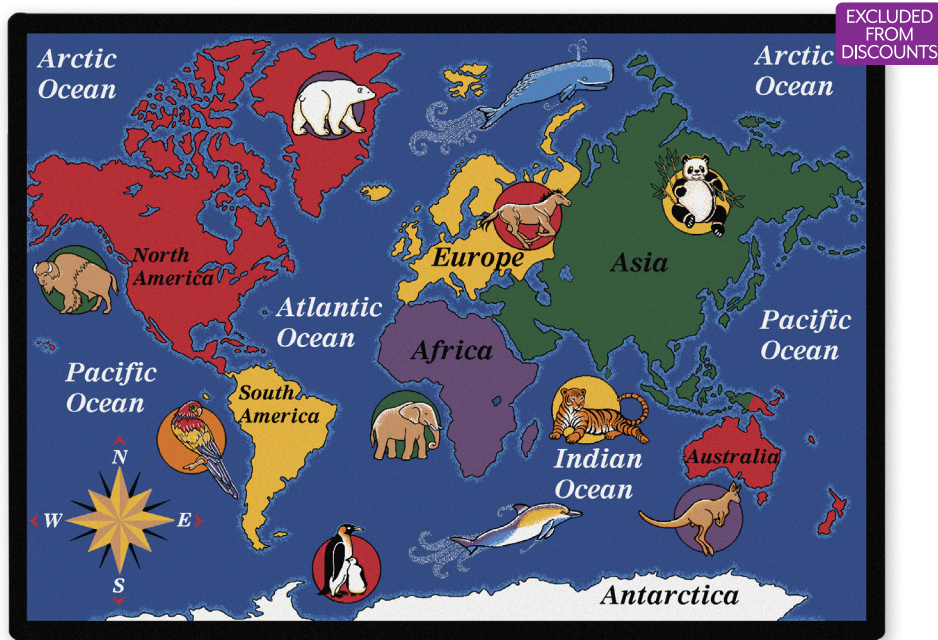 EXCLUDED
FROM
DISCOUNTS
Arctic
Ocean
Arctic
Ocean
North
America
Europe
Asia
Atlantic
Ocean
Africa
Pacific
Ocean
Pacific
Ocean
South
America
Indian
Ocean
Australia
N
W
E
S
Antarctica